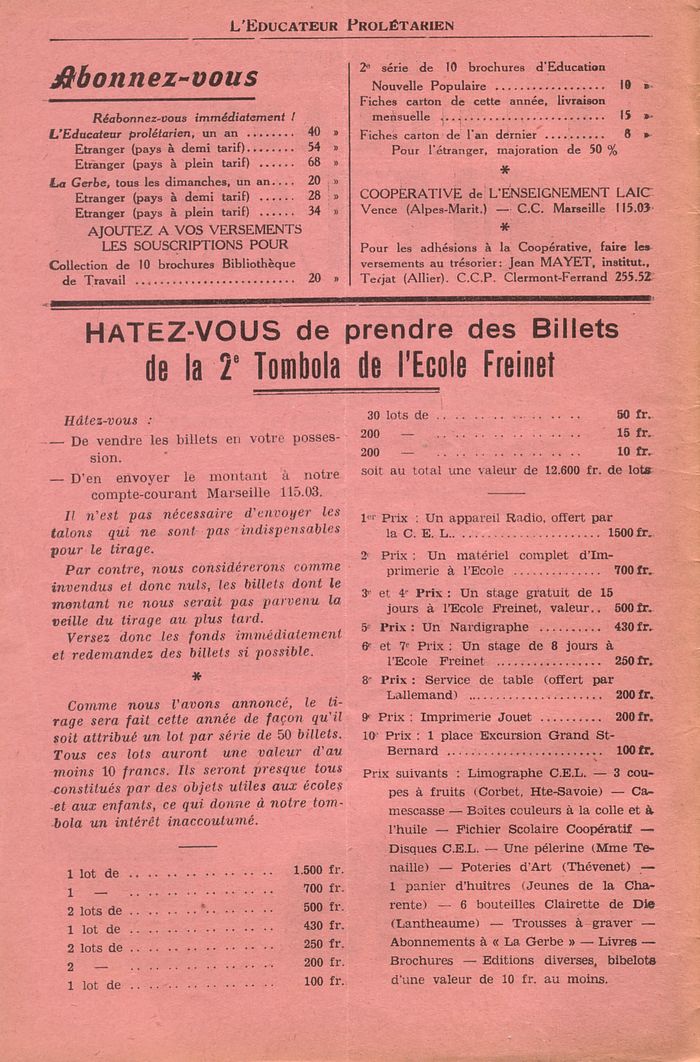 L'EDUCATEUR PROLÉTARIEN
Abonnez-vous
Réabonnez-vous immédiatement !
L'Educateur prolétarien, un an ........ 40 »
Etranger (pays à demi tarif)........ 54 »
Etranger (pays à plein tarif) ...... 68 »
La Gerbe, tous les dimanches, un an.... 20 »
Etranger (pays à demi tarif) ....... 28 »
Etranger (pays à plein tarif) ...... 34 »
AJOUTEZ A VOS VERSEMENTS
LES SOUSCRIPTIONS POUR
Collection de 10 brochures Bibliothèque
de Travail ........................ 20 »
2e série de 10 brochures d'Education
Nouvelle Populaire .................. 10 »
Fiches carton de cette année, livraison
mensuelle ........................... 15 »
Fiches carton de l'an dernier .......... 6 »
Pour l'étranger, majoration de 50 %
*
COOPERATIVE de L'ENSEIGNEMENT LAIC
Vence (Alpes-Marit.) — C.C. Marseille 115.03
*
Pour les adhésions à la Coopérative, faire les
versements au trésorier : Jean MAYET, institut.,
Terjat (Allier). C.C.P. Clermont-Ferrand 255.52
HATEZ-VOUS de prendre des Billets
de la 2e Tombola de l'Ecole Freinet
Hâtez-vous :
— De vendre les billets en votre posses-
sion.
— D'en envoyer le montant à notre
compte-courant Marseille 115.03.
Il n'est pas nécessaire d'envoyer les
talons qui ne sont pas indispensables
pour le tirage.
Par contre, nous considérerons comme
invendus et donc nuls, les billets dont le
montant ne nous serait pas parvenu la
veille du tirage au plus tard.
Versez donc les fonds immédiatement
et redemandez des billets si possible.
*
Comme nous l'avons annoncé, le ti-
rage sera fait cette année de façon qu'il
soit attribué un lot par série de 50 billets.
Tous ces lots auront une valeur d'au
moins 10 francs. Ils seront presque tous
constitués par des objets utiles aux écoles
et aux enfants, ce qui donne à notre tom-
bola un intérêt inaccoutumé.
1 lot de ................ 1.500 fr.
1 — ................ 700 fr.
2 lots de ................ 500 fr.
1 lot de ................ 430 fr.
2 lots de ................ 250 fr.
2 — ................ 200 fr.
1 lot de ................ 100 fr.
30 lots de ................ 50 fr.
200 — ................ 15 fr.
200 — ................ 10 fr.
soit au total une valeur de 12.600 fr. de lots
1er Prix : Un appareil Radio, offert par
la C. E. L........................ 1500 fr.
2e Prix : Un matériel complet d'Im-
primerie à l'Ecole .............. 700 fr.
3e et 4e Prix : Un stage gratuit de 15
jours à l'Ecole Freinet, valeur.. 500 fr.
5e Prix : Un Nardigraphe .......... 430 fr.
6e et 7e Prix : Un stage de 8 jours à
l'Ecole Freinet ................. 250 fr.
8e Prix : Service de table (offert par
Lallemand) ...................... 200 fr.
9e Prix : Imprimerie Jouet .......... 200 fr.
10e Prix : 1 place Excursion Grand St-
Bernard ......................... 100 fr.
Prix suivants : Limographe C.E.L. — 3 cou-
pes à fruits (Corbet, Hte-Savoie) — Ca-
mescasse — Boîtes couleurs à la colle et à
l'huile — Fichier Scolaire Coopératif —
Disques C.E.L. — Une pélerine (Mme Te-
naille) — Poteries d'Art (Thévenet) —
1 panier d'huîtres (Jeunes de la Cha-
rente) — 6 bouteilles Clairette de Die
(Lantheaume) — Trousses à graver —
Abonnements à « La Gerbe » — Livres —
Brochures — Editions diverses, bibelots
d'une valeur de 10 fr. au moins.